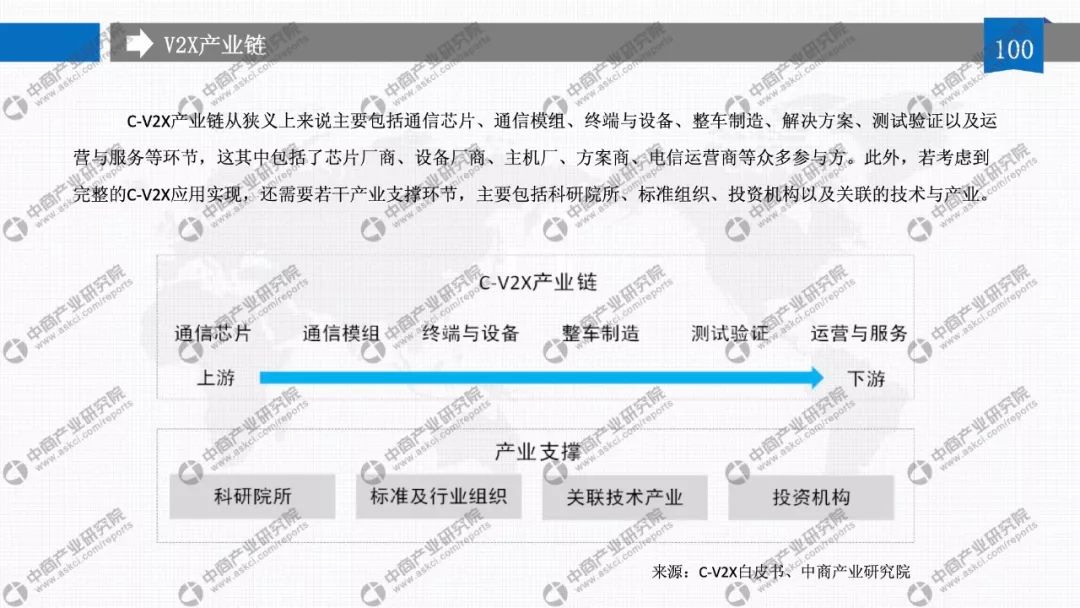 V2X产业链
100
C-V2X产业链从狭义上来说主要包括通信芯片、通信模组、终端与设备、整车制造、解决方案、测试验证以及运
营与服务等环节，这其中包括了芯片厂商、设备厂商、主机厂、方案商、电信运营商等众多参与方。此外，若考虑到
完整的C-V2X应用实现，还需要若干产业支撑环节，主要包括科研院所、标准组织、投资机构以及关联的技术与产业。
C-V2X产业链
通信芯片 通信模组 终端与设备 整车制造 测试验证 运营与服务
上游 下游
产业支撑
科研院所 标准及行业组织 关联技术产业 投资机构
来源：C-V2X白皮书、中商产业研究院
中商产业研究院
www.askci.com/reports